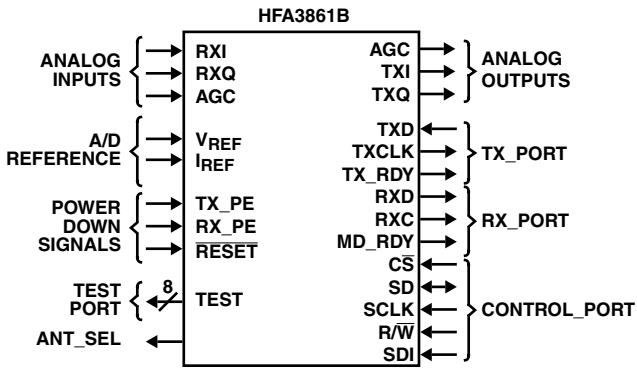 HFA3861B
ANALOG
INPUTS
RXI
RXQ
AGC
A/D
REFERENCE
VREF
IREF
POWER
DOWN
SIGNALS
TX_PE
RX_PE
RESET
TEST
PORT
8
TEST
ANT_SEL
AGC
TXI
TXQ
ANALOG
OUTPUTS
TXD
TXCLK
TX_RDY
TX_PORT
RXD
RXC
MD_RDY
RX_PORT
CS
SD
SCLK
R/W
SDI
CONTROL_PORT